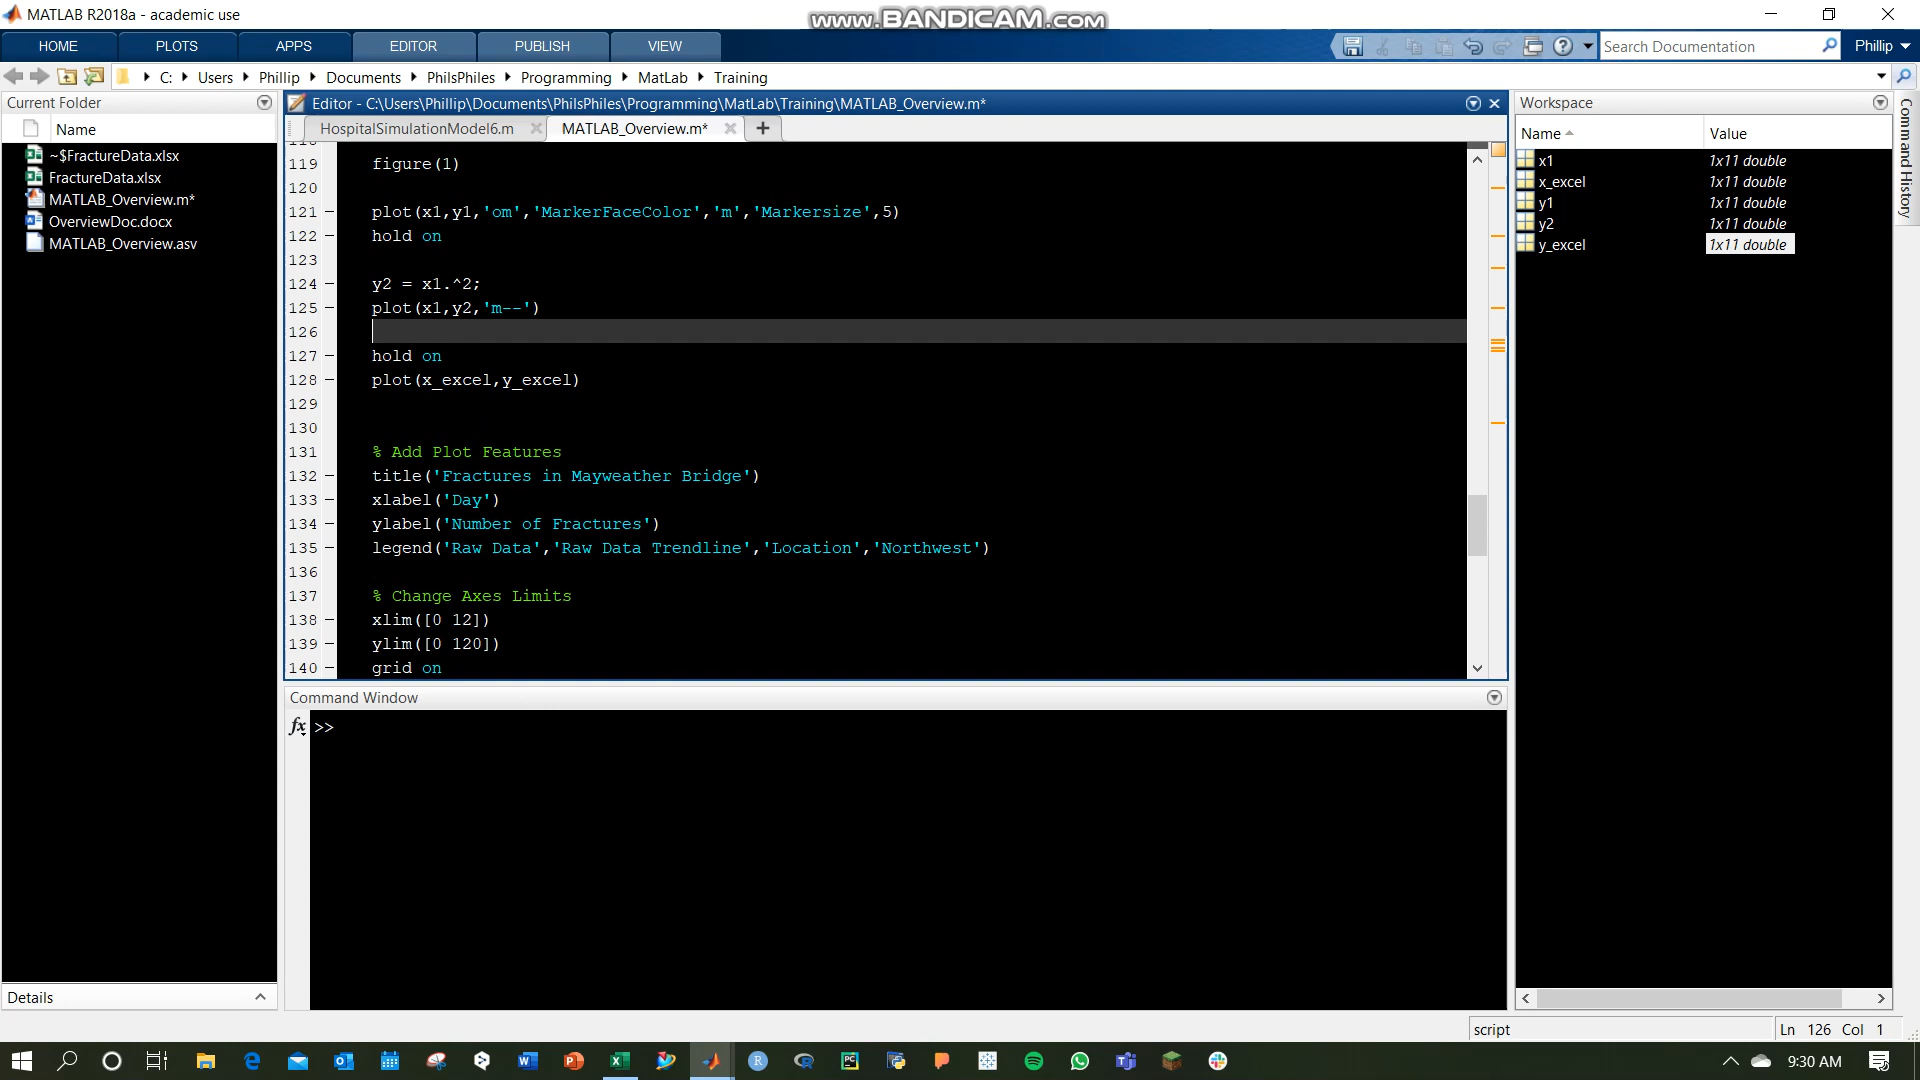 MATLAB R2018a - academic use
www.BANDICAM.com
HOME PLOTS APPS EDITOR PUBLISH VIEW
Search Documentation
Phillip
C: Users Phillip Documents PhilsPhiles Programming MatLab Training
Current Folder
Name
~$FractureData.xlsx
FractureData.xlsx
MATLAB_Overview.m*
OverviewDoc.docx
MATLAB_Overview.asv
Details
Editor - C:\Users\Phillip\Documents\PhilsPhiles\Programming\MatLab\Training\MATLAB_Overview.m*
HospitalSimulationModel6.m MATLAB_Overview.m*
119 figure(1)
120
121 – plot(x1,y1,'om','MarkerFaceColor','m','Markersize',5)
122 – hold on
123
124 – y2 = x1.^2;
125 – plot(x1,y2,'m--')
126
127 – hold on
128 – plot(x_excel,y_excel)
129
130
131 % Add Plot Features
132 – title('Fractures in Mayweather Bridge')
133 – xlabel('Day')
134 – ylabel('Number of Fractures')
135 – legend('Raw Data','Raw Data Trendline','Location','Northwest')
136
137 % Change Axes Limits
138 – xlim([0 12])
139 – ylim([0 120])
140 – grid on
Command Window
fx >>
Workspace
Name Value
x1 1x11 double
x_excel 1x11 double
y1 1x11 double
y2 1x11 double
y_excel 1x11 double
Command History
script
Ln 126 Col 1
9:30 AM